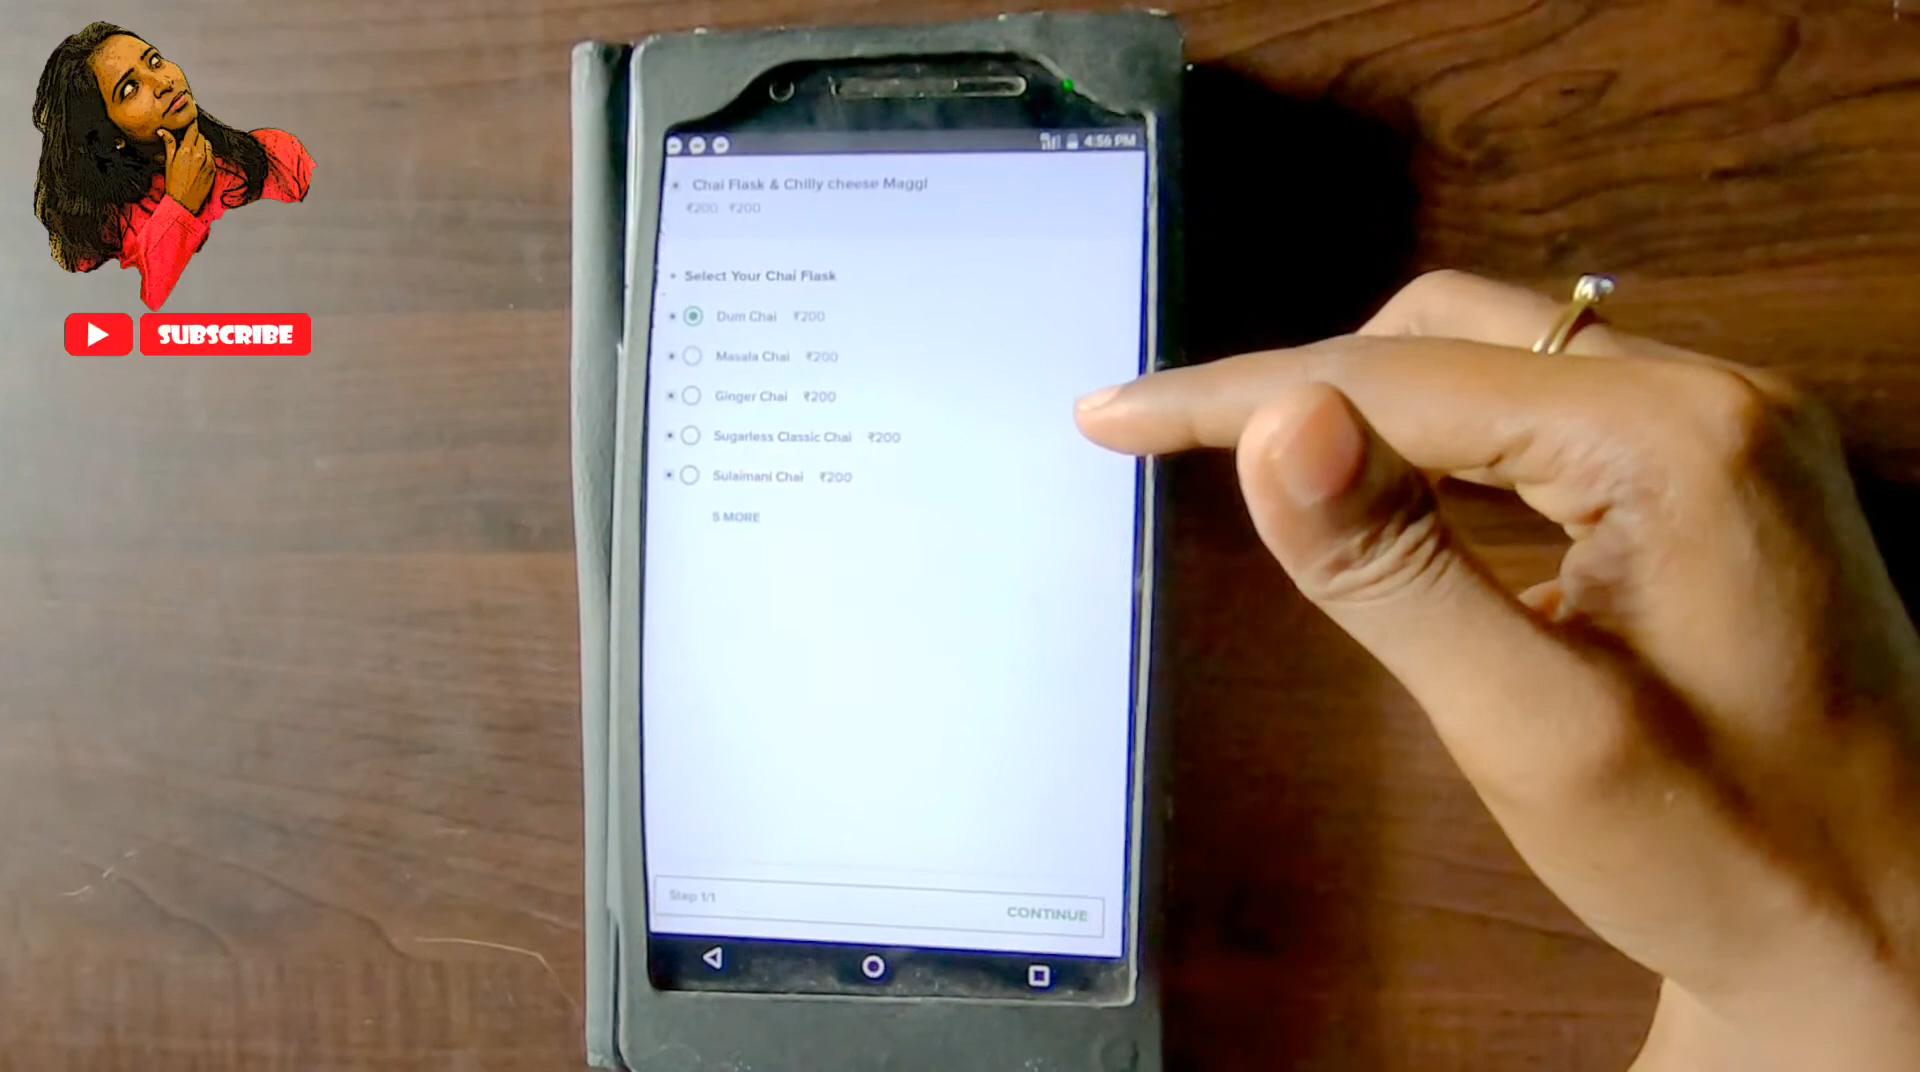 SUBSCRIBE
4:56 PM
Chai Flask & Chilly cheese Maggi
₹200 ₹200
Select Your Chai Flask
Dum Chai ₹200
Masala Chai ₹200
Ginger Chai ₹200
Sugarless Classic Chai ₹200
Sulaimani Chai ₹200
5 MORE
Step 1/1
CONTINUE